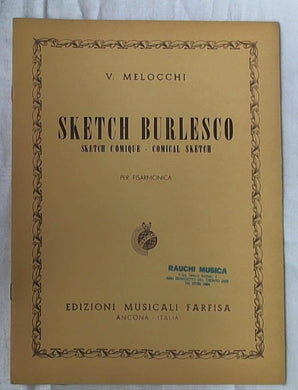 V. MELOCCHI
SKETCH BURLESCO
SKETCH COMIQUE - COMICAL SKETCH
PER FISARMONICA
RAUCHI MUSICA
EDIZIONI MUSICALI FARFISA
ANCONA - ITALIA